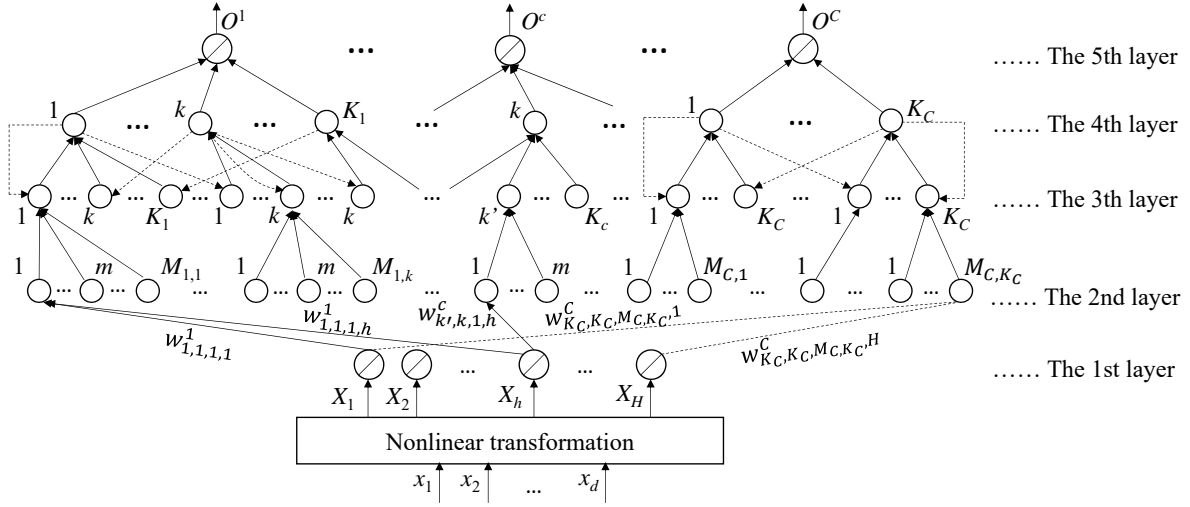 O^1 ... O^c ... O^C
...... The 5th layer
1 ... k ... K_1 ... k ... 1 ... K_C
...... The 4th layer
1 ... k ... K_1 ... 1 ... k ... k ... k' ... K_c 1 ... K_C ... 1 ... K_C
...... The 3rd layer
1 ... m ... M_{1,1} ... 1 ... m ... M_{1,k} ... 1 ... m ... 1 ... M_{C,1} ... 1 ... 1 ... M_{C,K_C}
...... The 2nd layer
w^1_{1,1,1,1} w^1_{1,1,1,h} w^c_{k',k,1,h} w^C_{K_C,K_C,M_{C,K_C},1} w^C_{K_C,K_C,M_{C,K_C},H}
... ...
...... The 1st layer
X_1 X_2 X_h X_H
Nonlinear transformation
x_1 x_2 ... x_d